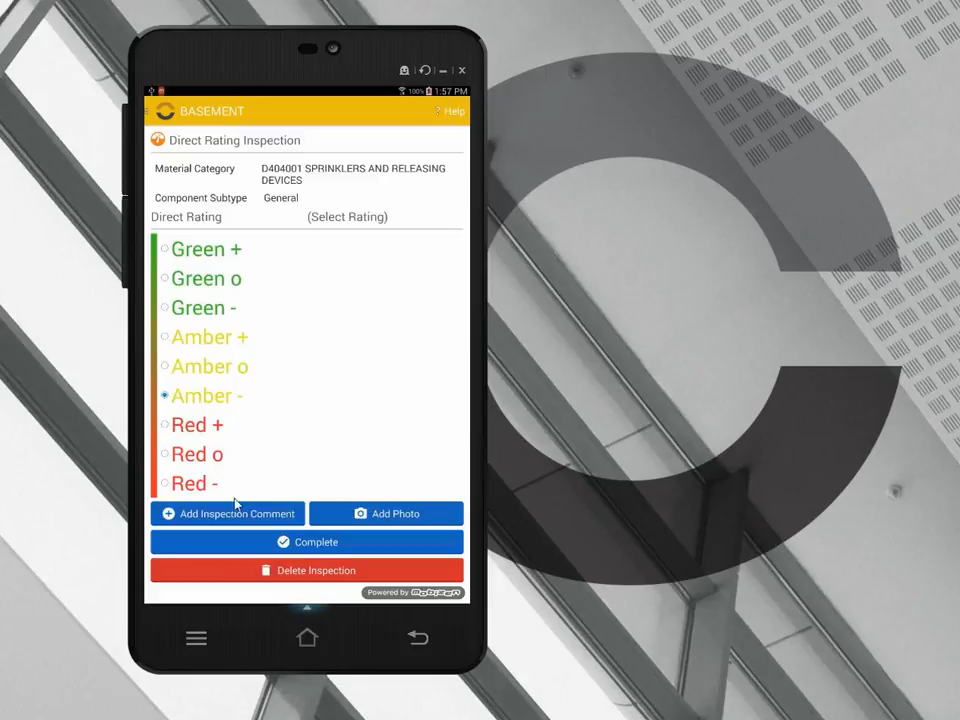 100% 1:57 PM
BASEMENT ? Help
Direct Rating Inspection
Material Category D404001 SPRINKLERS AND RELEASING
DEVICES
Component Subtype General
Direct Rating (Select Rating)
Green +
Green o
Green -
Amber +
Amber o
Amber -
Red +
Red o
Red -
Add Inspection Comment Add Photo
Complete
Delete Inspection
Powered by Mobizen